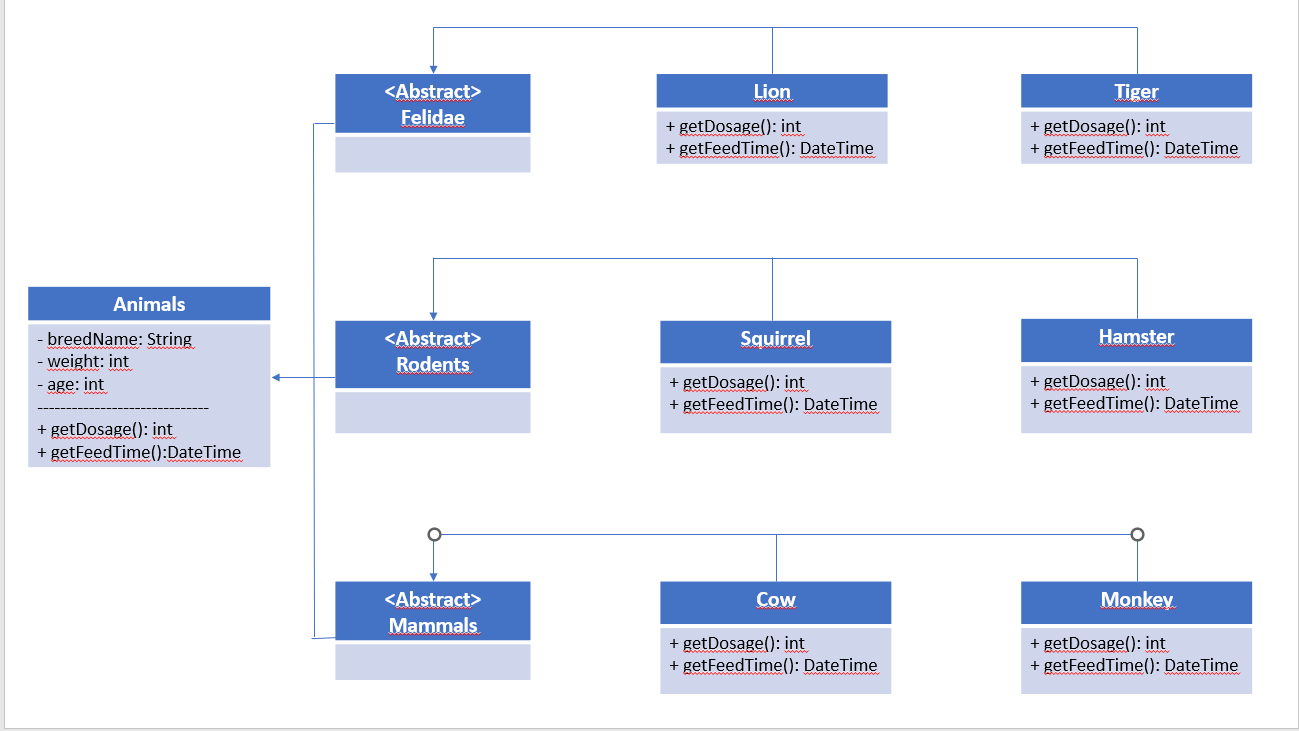 <Abstract>
Felidae
Lion
+ getDosage(): int
+ getFeedTime(): DateTime
Tiger
+ getDosage(): int
+ getFeedTime(): DateTime
Animals
- breedName: String
- weight: int
- age: int
------------------------------
+ getDosage(): int
+ getFeedTime():DateTime
<Abstract>
Rodents
Squirrel
+ getDosage(): int
+ getFeedTime(): DateTime
Hamster
+ getDosage(): int
+ getFeedTime(): DateTime
<Abstract>
Mammals
Cow
+ getDosage(): int
+ getFeedTime(): DateTime
Monkey
+ getDosage(): int
+ getFeedTime(): DateTime